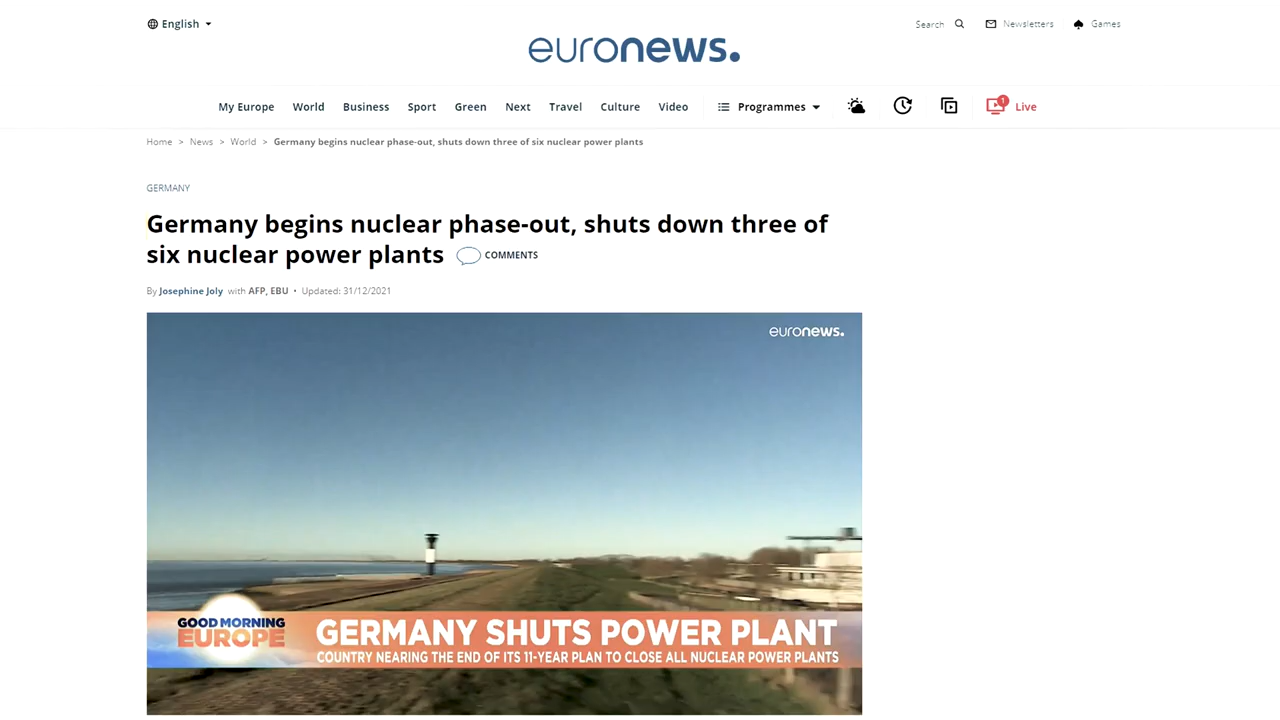 English
Search
Newsletters
Games
euronews.
My Europe
World
Business
Sport
Green
Next
Travel
Culture
Video
Programmes
1
Live
Home > News > World > Germany begins nuclear phase-out, shuts down three of six nuclear power plants
GERMANY
Germany begins nuclear phase-out, shuts down three of
six nuclear power plants
COMMENTS
By Josephine Joly with AFP, EBU • Updated: 31/12/2021
euronews.
GOOD MORNING
EUROPE
GERMANY SHUTS POWER PLANT
COUNTRY NEARING THE END OF ITS 11-YEAR PLAN TO CLOSE ALL NUCLEAR POWER PLANTS